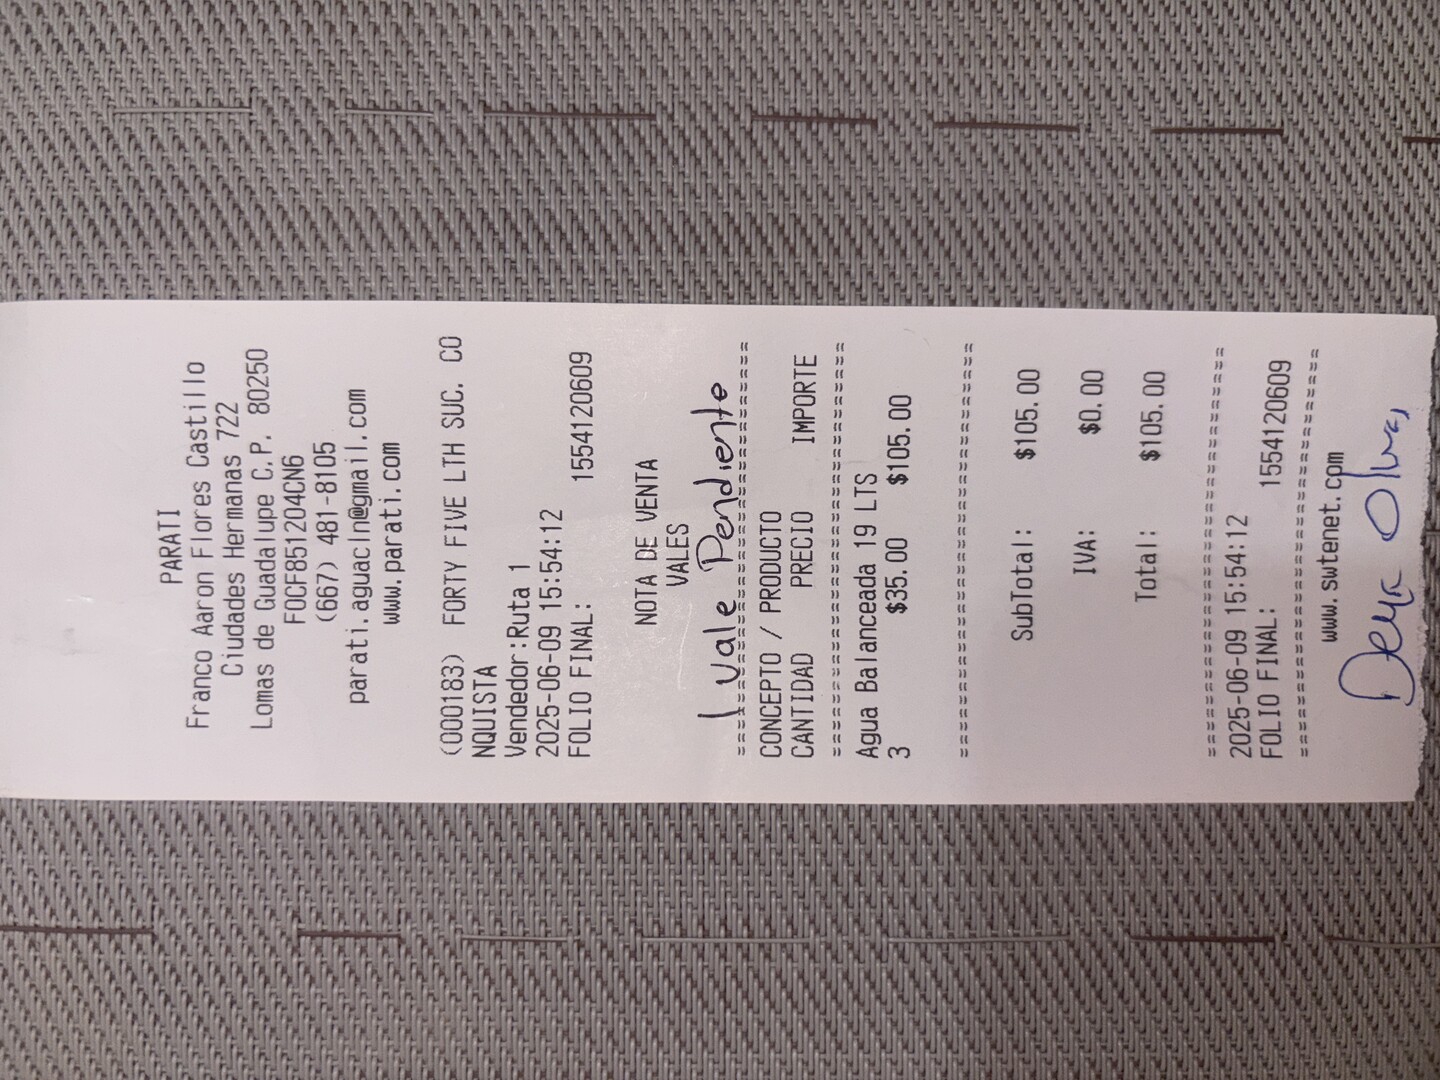 PARATI
Franco Aaron Flores Castillo
Ciudades Hermanas 722
Lomas de Guadalupe C.P. 80250
FOCF851204CN6
(667) 481-8105
parati.aguacln@gmail.com
www.parati.com
(000183) FORTY FIVE LTH SUC. CO
NQUISTA
Vendedor:Ruta 1
2025-06-09 15:54:12
FOLIO FINAL: 1554120609
NOTA DE VENTA
VALES
1 vale Pendiente
================================
CONCEPTO / PRODUCTO
CANTIDAD PRECIO IMPORTE
================================
Agua Balanceada 19 LTS
3 $35.00 $105.00
================================
SubTotal: $105.00
IVA: $0.00
Total: $105.00
================================
2025-06-09 15:54:12
FOLIO FINAL: 1554120609
================================
www.swtenet.com